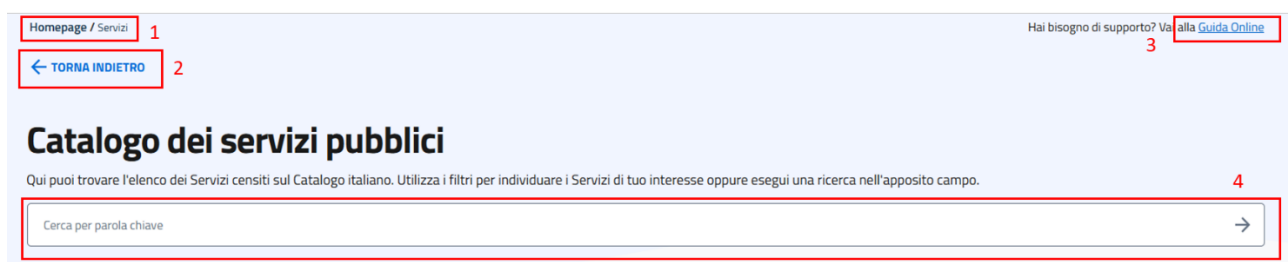 Homepage / Servizi 1
Hai bisogno di supporto? Vai alla Guida Online
3
← TORNA INDIETRO 2
Catalogo dei servizi pubblici
Qui puoi trovare l'elenco dei Servizi censiti sul Catalogo italiano. Utilizza i filtri per individuare i Servizi di tuo interesse oppure esegui una ricerca nell'apposito campo.
4
Cerca per parola chiave →